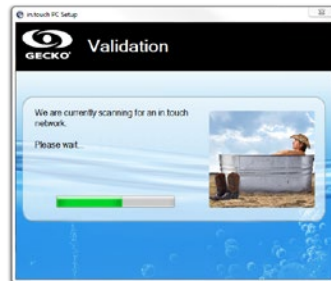 in.touch PC Setup
GECKO
Validation
We are currently scanning for an in.touch
network.
Please wait...